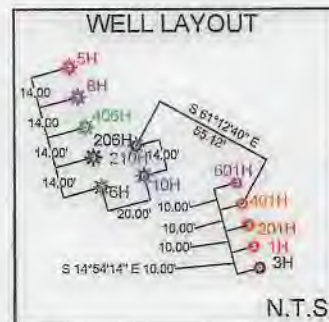 WELL LAYOUT
5H
14.00'
8H
14.00'
406H
206H
14.00'
210H
14.00'
14.00'
6H
10H
20.00'
S 61°12'40" E
55.12'
601H
10.00'
401H
10.00'
201H
10.00'
1H
S 14°54'14" E 10.00'
3H
N.T.S